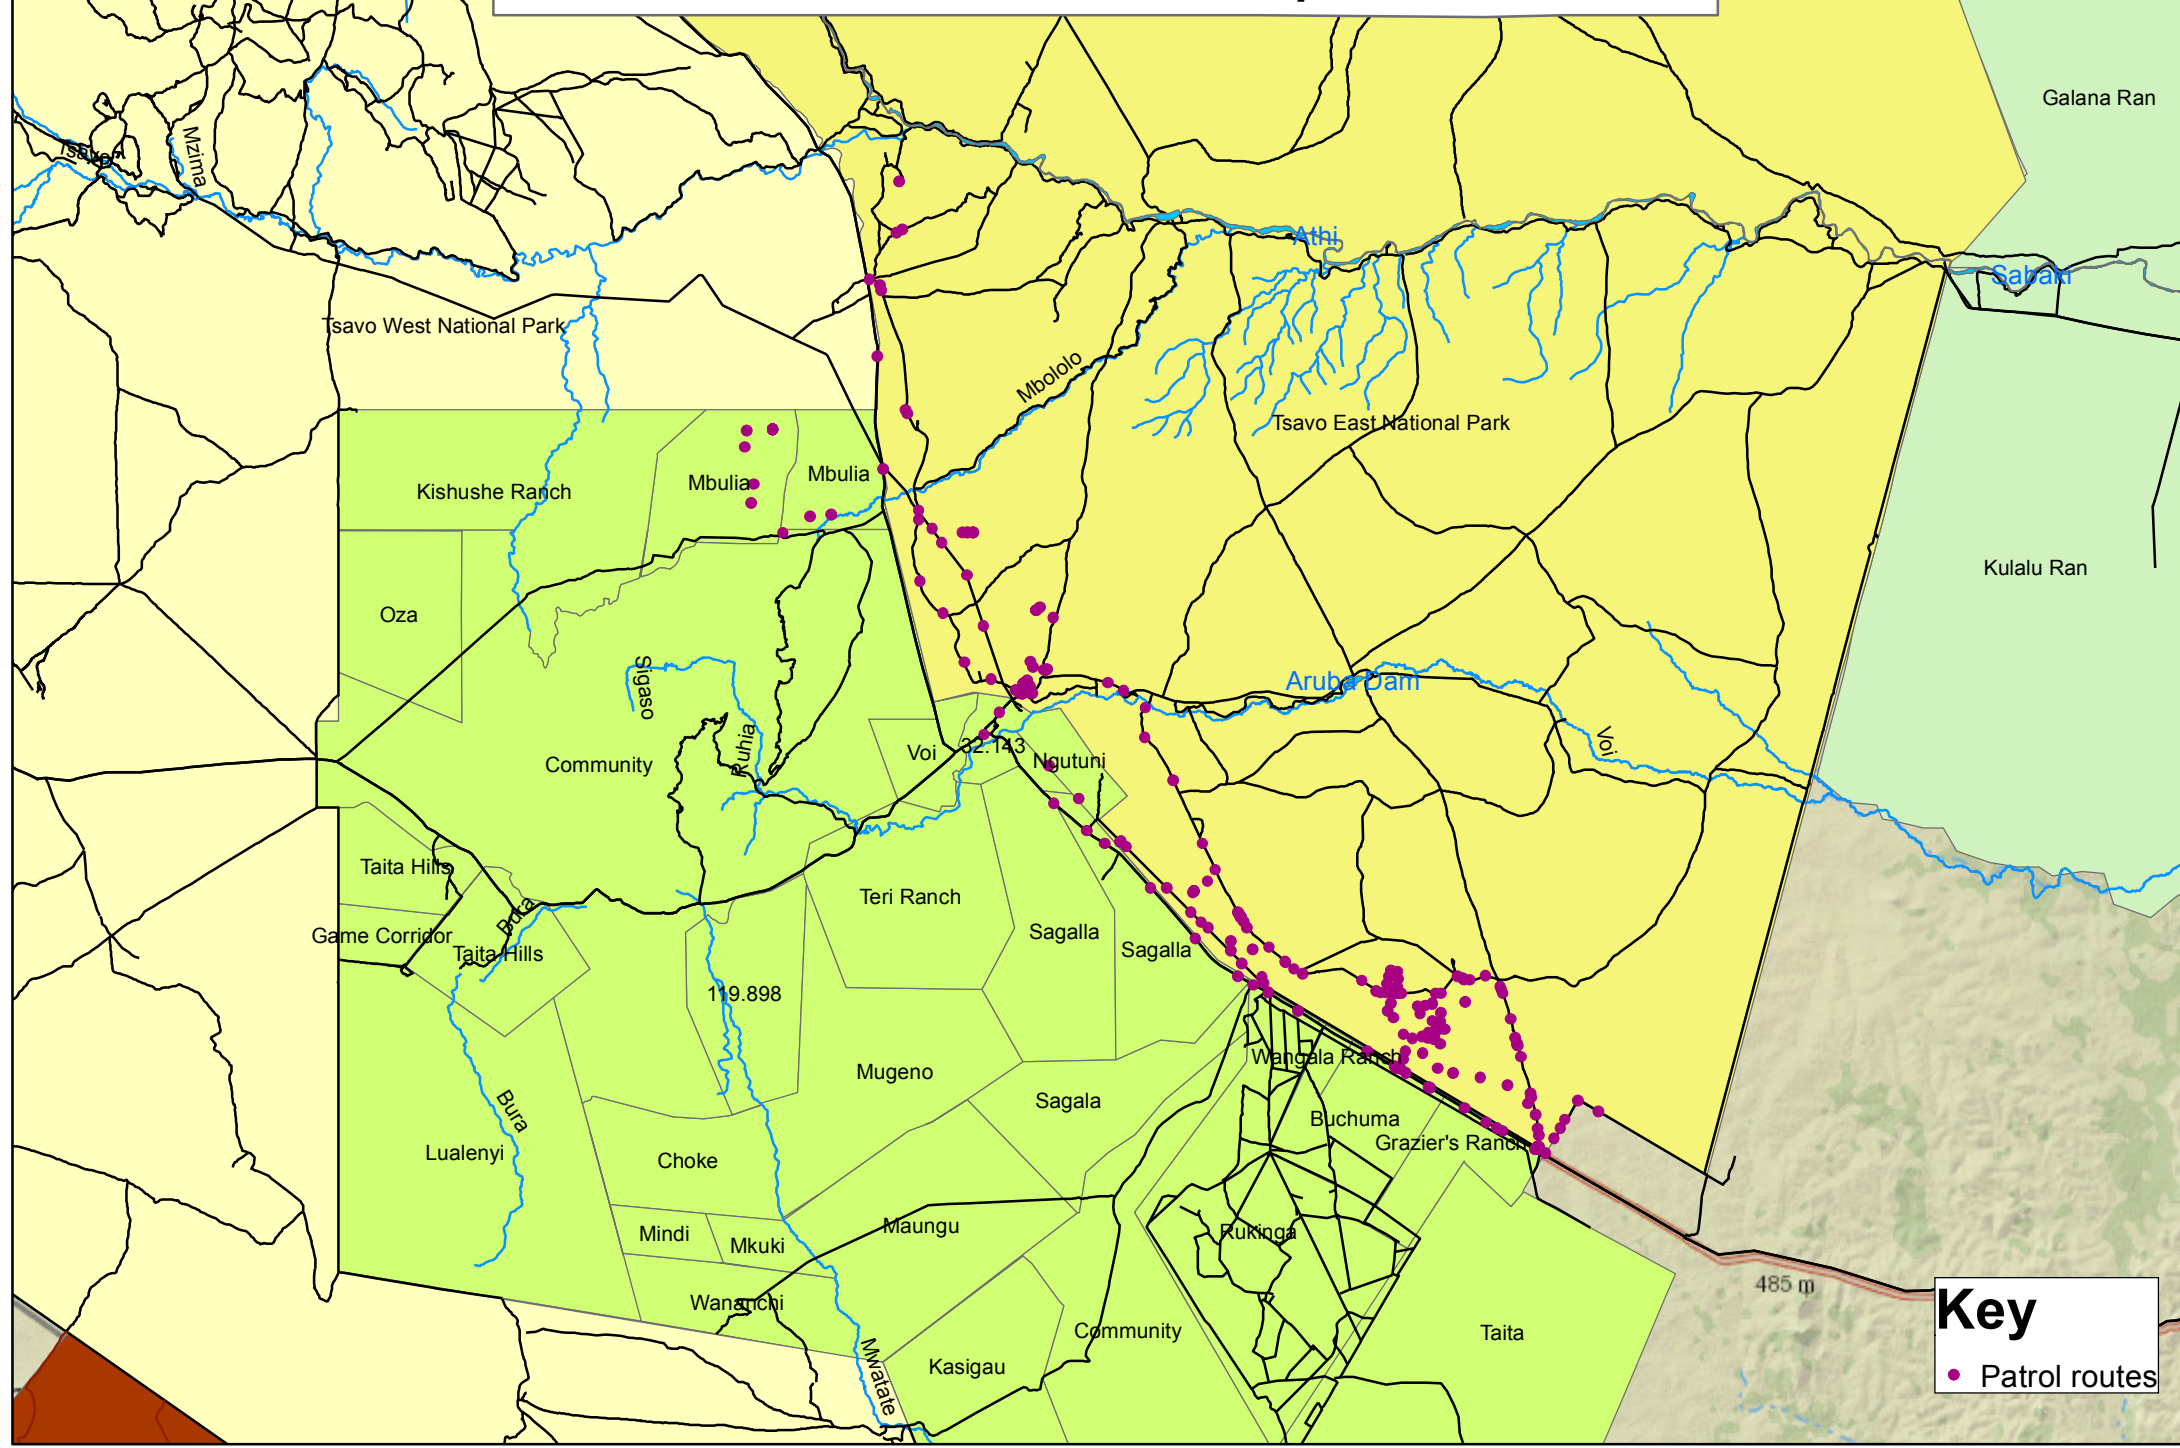 Galana Ran
Tsavo
Mzima
Athi
Sabaki
Tsavo West National Park
Mbololo
Tsavo East National Park
Kishushe Ranch
Mbulia
Mbulia
Kulalu Ran
Oza
Sigaso
Aruba Dam
Voi
Ruhia
Community
Voi
32.143
Ngutuni
Taita Hills
Teri Ranch
Bura
Game Corridor
Taita Hills
Sagalla
Sagalla
119.898
Wangala Ranch
Mugeno
Sagala
Bura
Buchuma
Grazier's Ranch
Lualenyi
Choke
Maungu
Mindi
Mkuki
Rukinga
485 m
Wananchi
Key
Community
Taita
Mwatate
Kasigau
Patrol routes